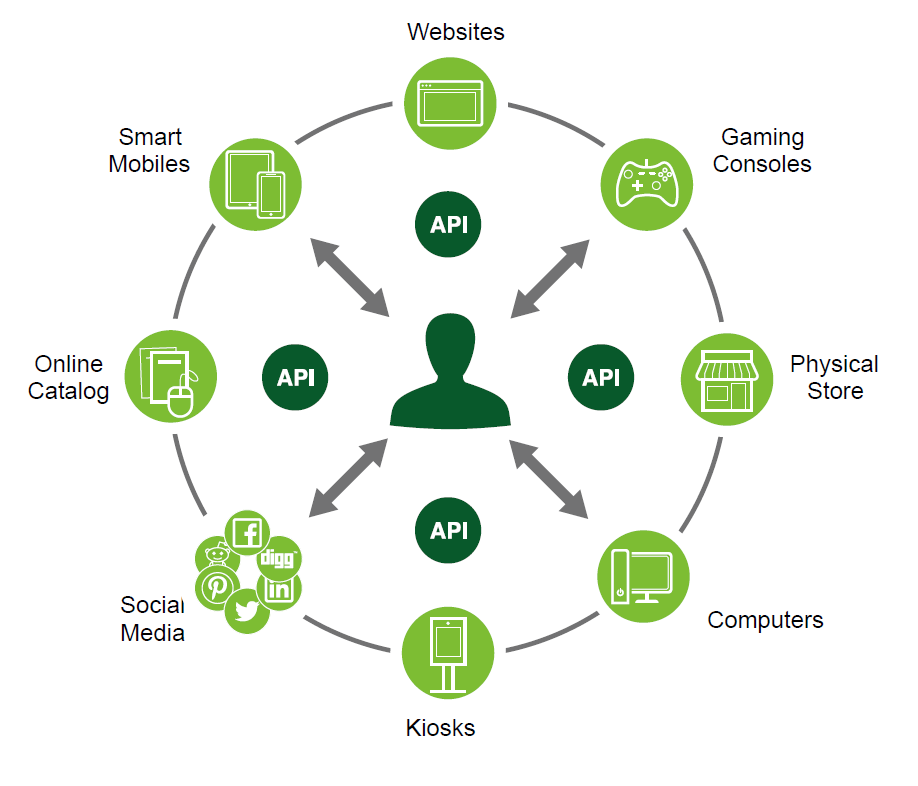 Websites
Smart
Mobiles
Gaming
Consoles
API
Online
Catalog
API
API
Physical
Store
API
digg
in
Social
Media
Computers
Kiosks